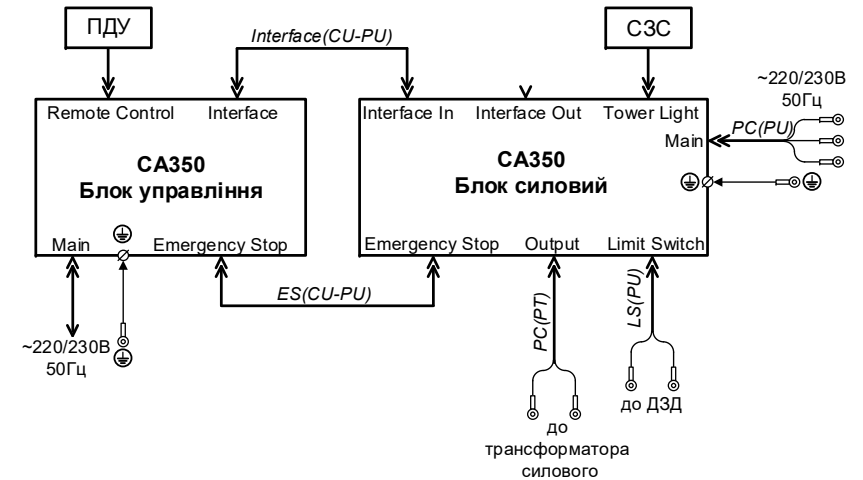 ПДУ
Interface(CU-PU)
СЗС
~220/230В
50Гц
Remote Control
Interface
Interface In
Interface Out
Tower Light
PC(PU)
Main
СА350
Блок управління
СА350
Блок силовий
Main
Emergency Stop
Emergency Stop
Output
Limit Switch
ES(CU-PU)
PC(PT)
LS(PU)
~220/230В
50Гц
до ДЗД
до
трансформатора
силового